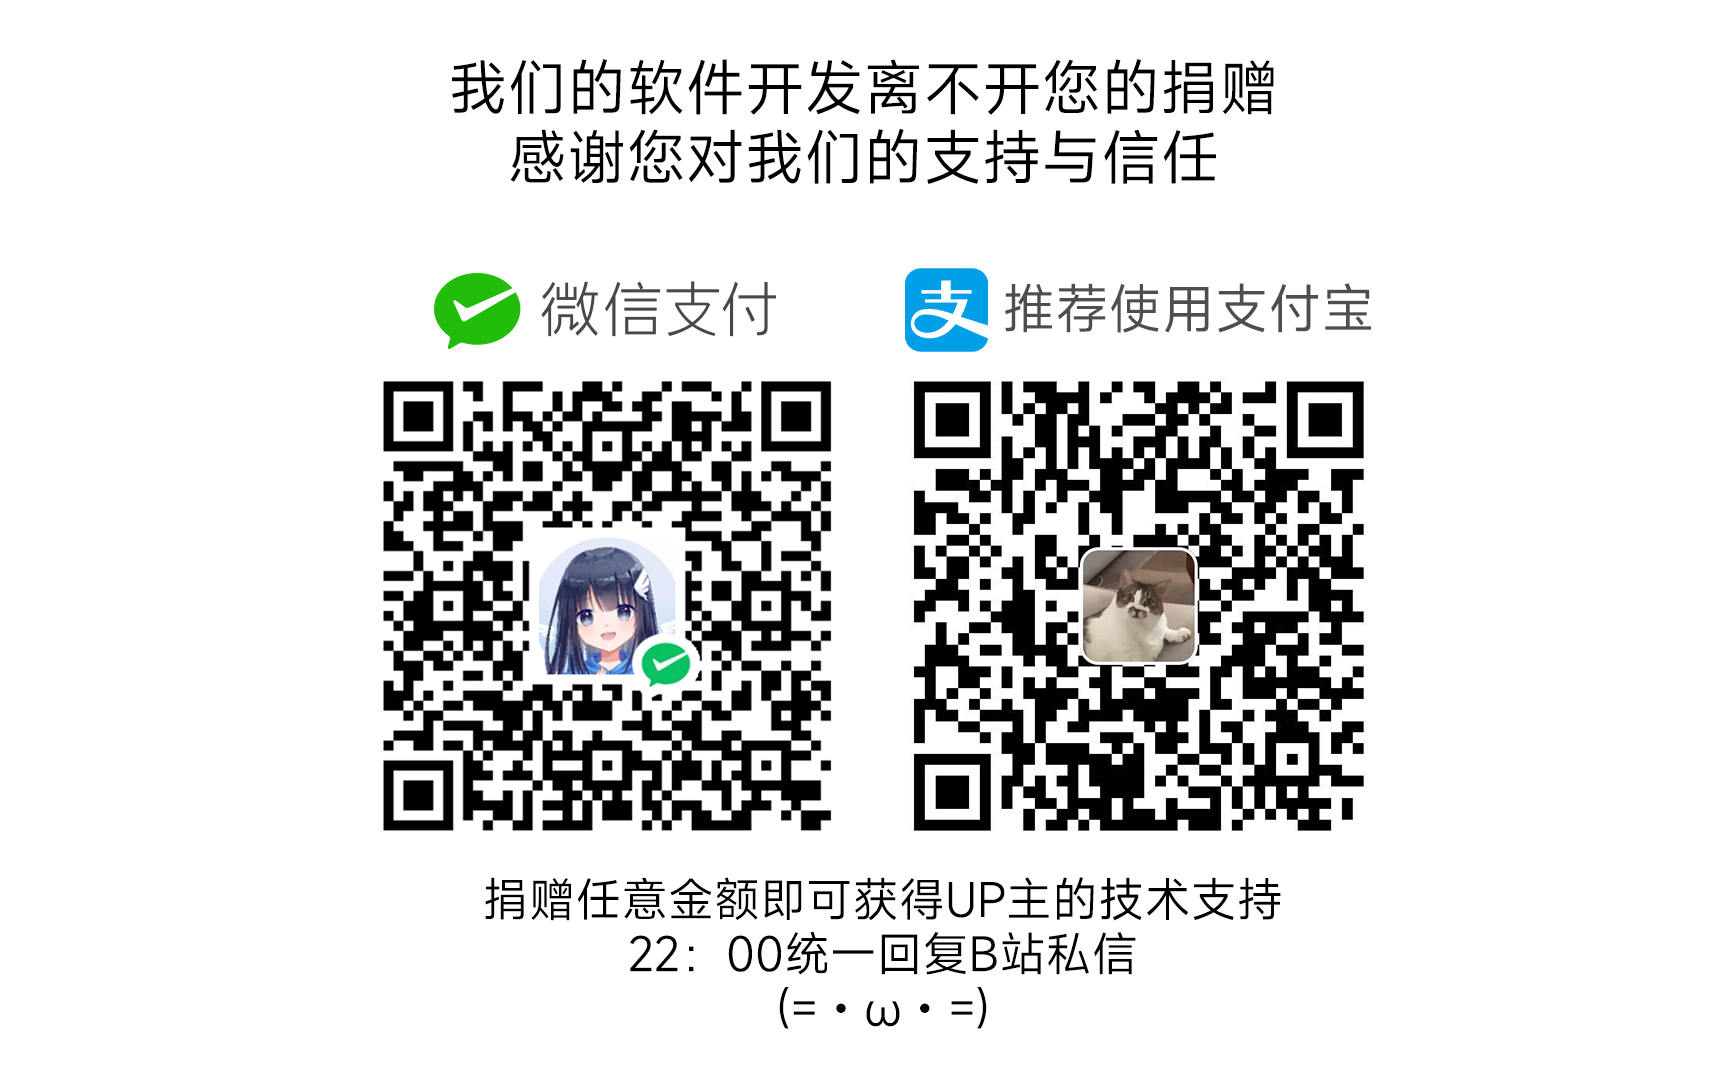 我们的软件开发离不开您的捐赠
感谢您对我们的支持与信任
微信支付
支 推荐使用支付宝
捐赠任意金额即可获得UP主的技术支持
22：00统一回复B站私信
(=・ω・=)